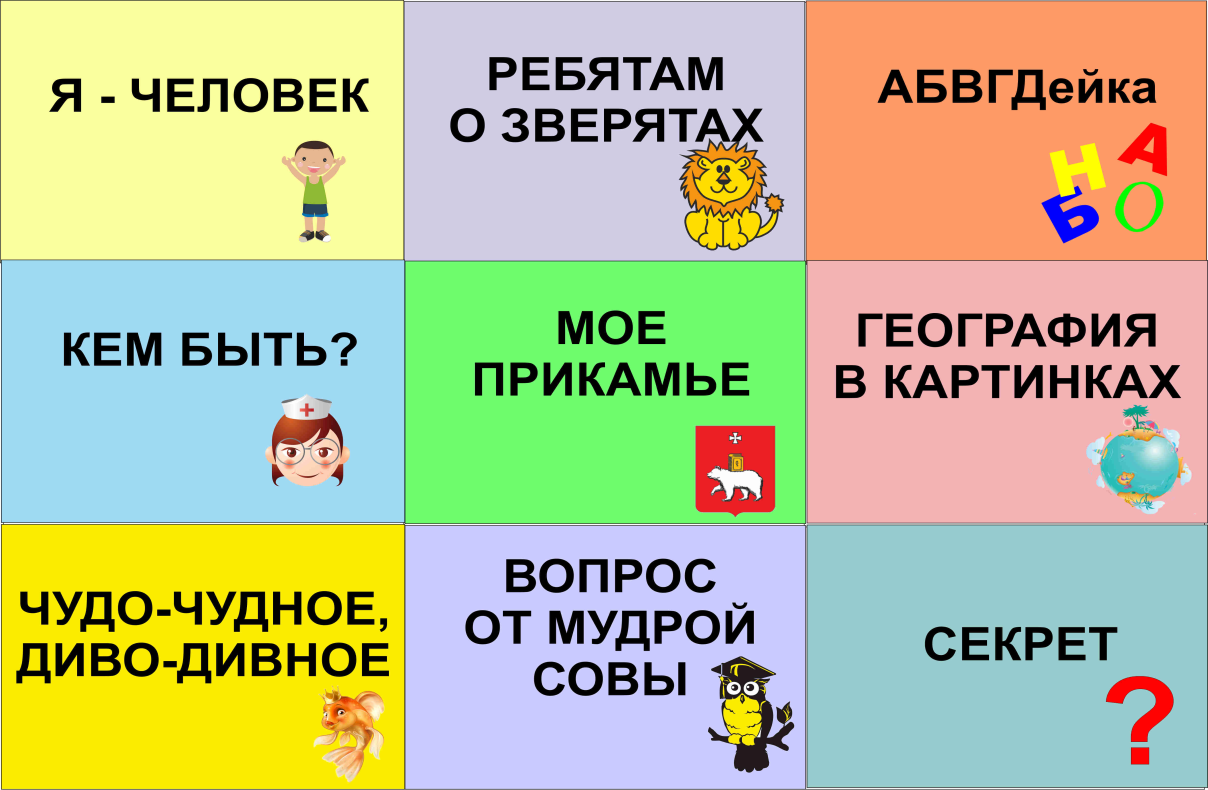 Я - ЧЕЛОВЕК
РЕБЯТАМ
О ЗВЕРЯТАХ
АБВГДейка
Н А
Б О
КЕМ БЫТЬ?
МОЕ
ПРИКАМЬЕ
ГЕОГРАФИЯ
В КАРТИНКАХ
ЧУДО-ЧУДНОЕ,
ДИВО-ДИВНОЕ
ВОПРОС
ОТ МУДРОЙ
СОВЫ
СЕКРЕТ
?